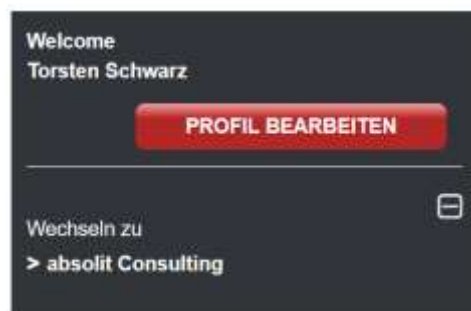 Welcome
Torsten Schwarz
PROFIL BEARBEITEN
Wechseln zu
> absolit Consulting